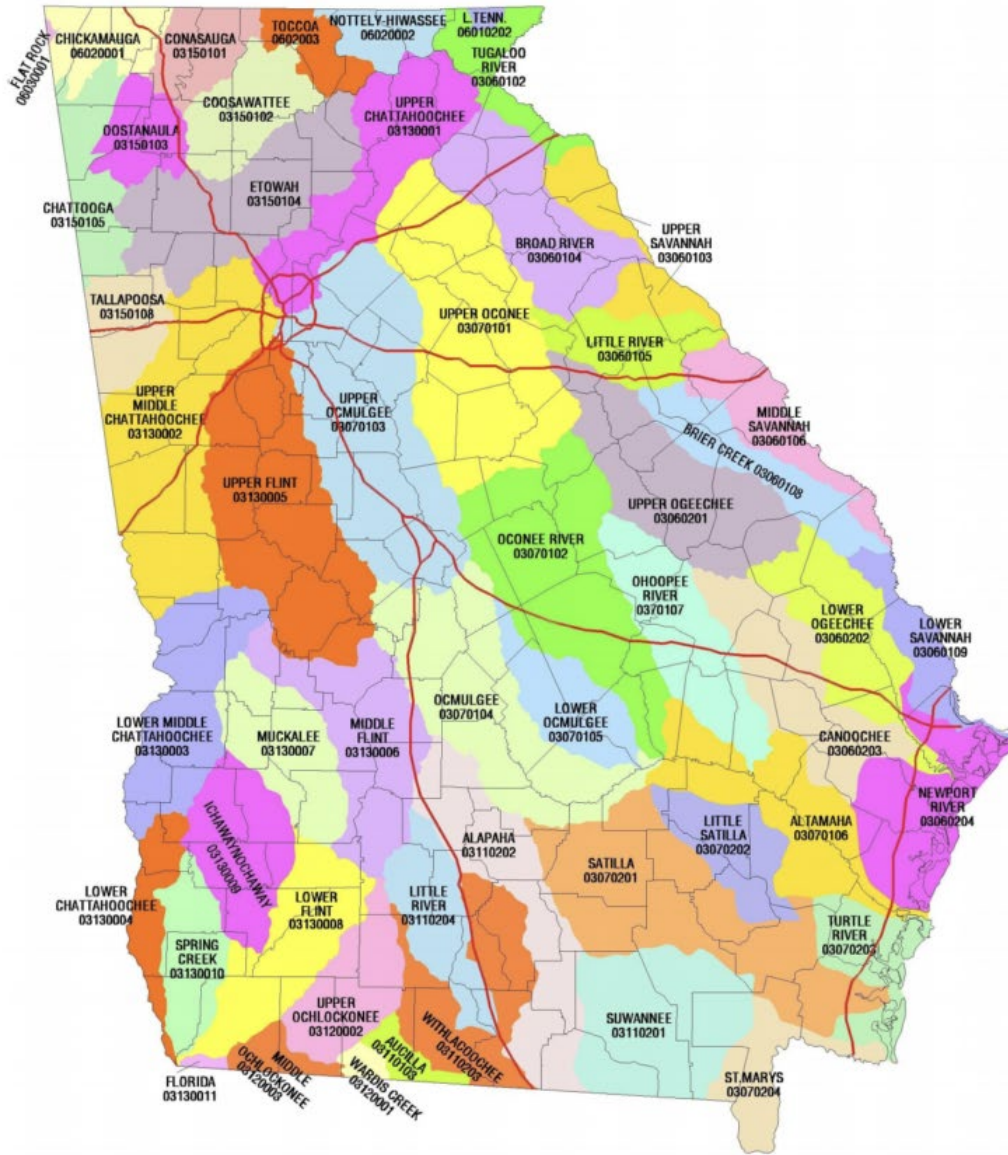 FLAT ROCK
06030001
CHICKAMAUGA
06020001
CONASAUGA
03150101
TOCCOA
0602003
NOTTELY-HIWASSEE
06020002
L.TENN.
06010202
TUGALOO
RIVER
03060102
COOSAWATTEE
03150102
UPPER
CHATTAHOOCHEE
03130001
OOSTANAULA
03150103
ETOWAH
03150104
CHATTOOGA
03150105
BROAD RIVER
03060104
UPPER
SAVANNAH
03060103
TALLAPOOSA
03150108
UPPER OCONEE
03070101
LITTLE RIVER
03060105
UPPER
MIDDLE
CHATTAHOOCHEE
03130002
UPPER
OCMULGEE
03070103
MIDDLE
SAVANNAH
03060106
BRIER CREEK 03060108
UPPER FLINT
03130005
UPPER OGEECHEE
03060201
OCONEE RIVER
03070102
OHOOPEE
RIVER
0370107
LOWER
OGEECHEE
03060202
LOWER
SAVANNAH
03060109
LOWER MIDDLE
CHATTAHOOCHEE
03130003
MUCKALEE
03130007
MIDDLE
FLINT
03130006
OCMULGEE
03070104
LOWER
OCMULGEE
03070105
CANOOCHEE
03060203
NEWPORT
RIVER
03060204
ICHAWAYNOCHAWAY
03130009
ALAPAHA
03110202
LITTLE
SATILLA
03070202
ALTAMAHA
03070106
SATILLA
03070201
LOWER
CHATTAHOOCHEE
03130004
LOWER
FLINT
03130008
LITTLE
RIVER
03110204
TURTLE
RIVER
03070203
SPRING
CREEK
03130010
UPPER
OCHLOCKONEE
03120002
SUWANNEE
03110201
WITHLACOOCHEE
03110203
AUCILLA
03110103
WARDIS CREEK
03120001
MIDDLE
OCHLOCKONEE
03120003
FLORIDA
03130011
ST.MARYS
03070204